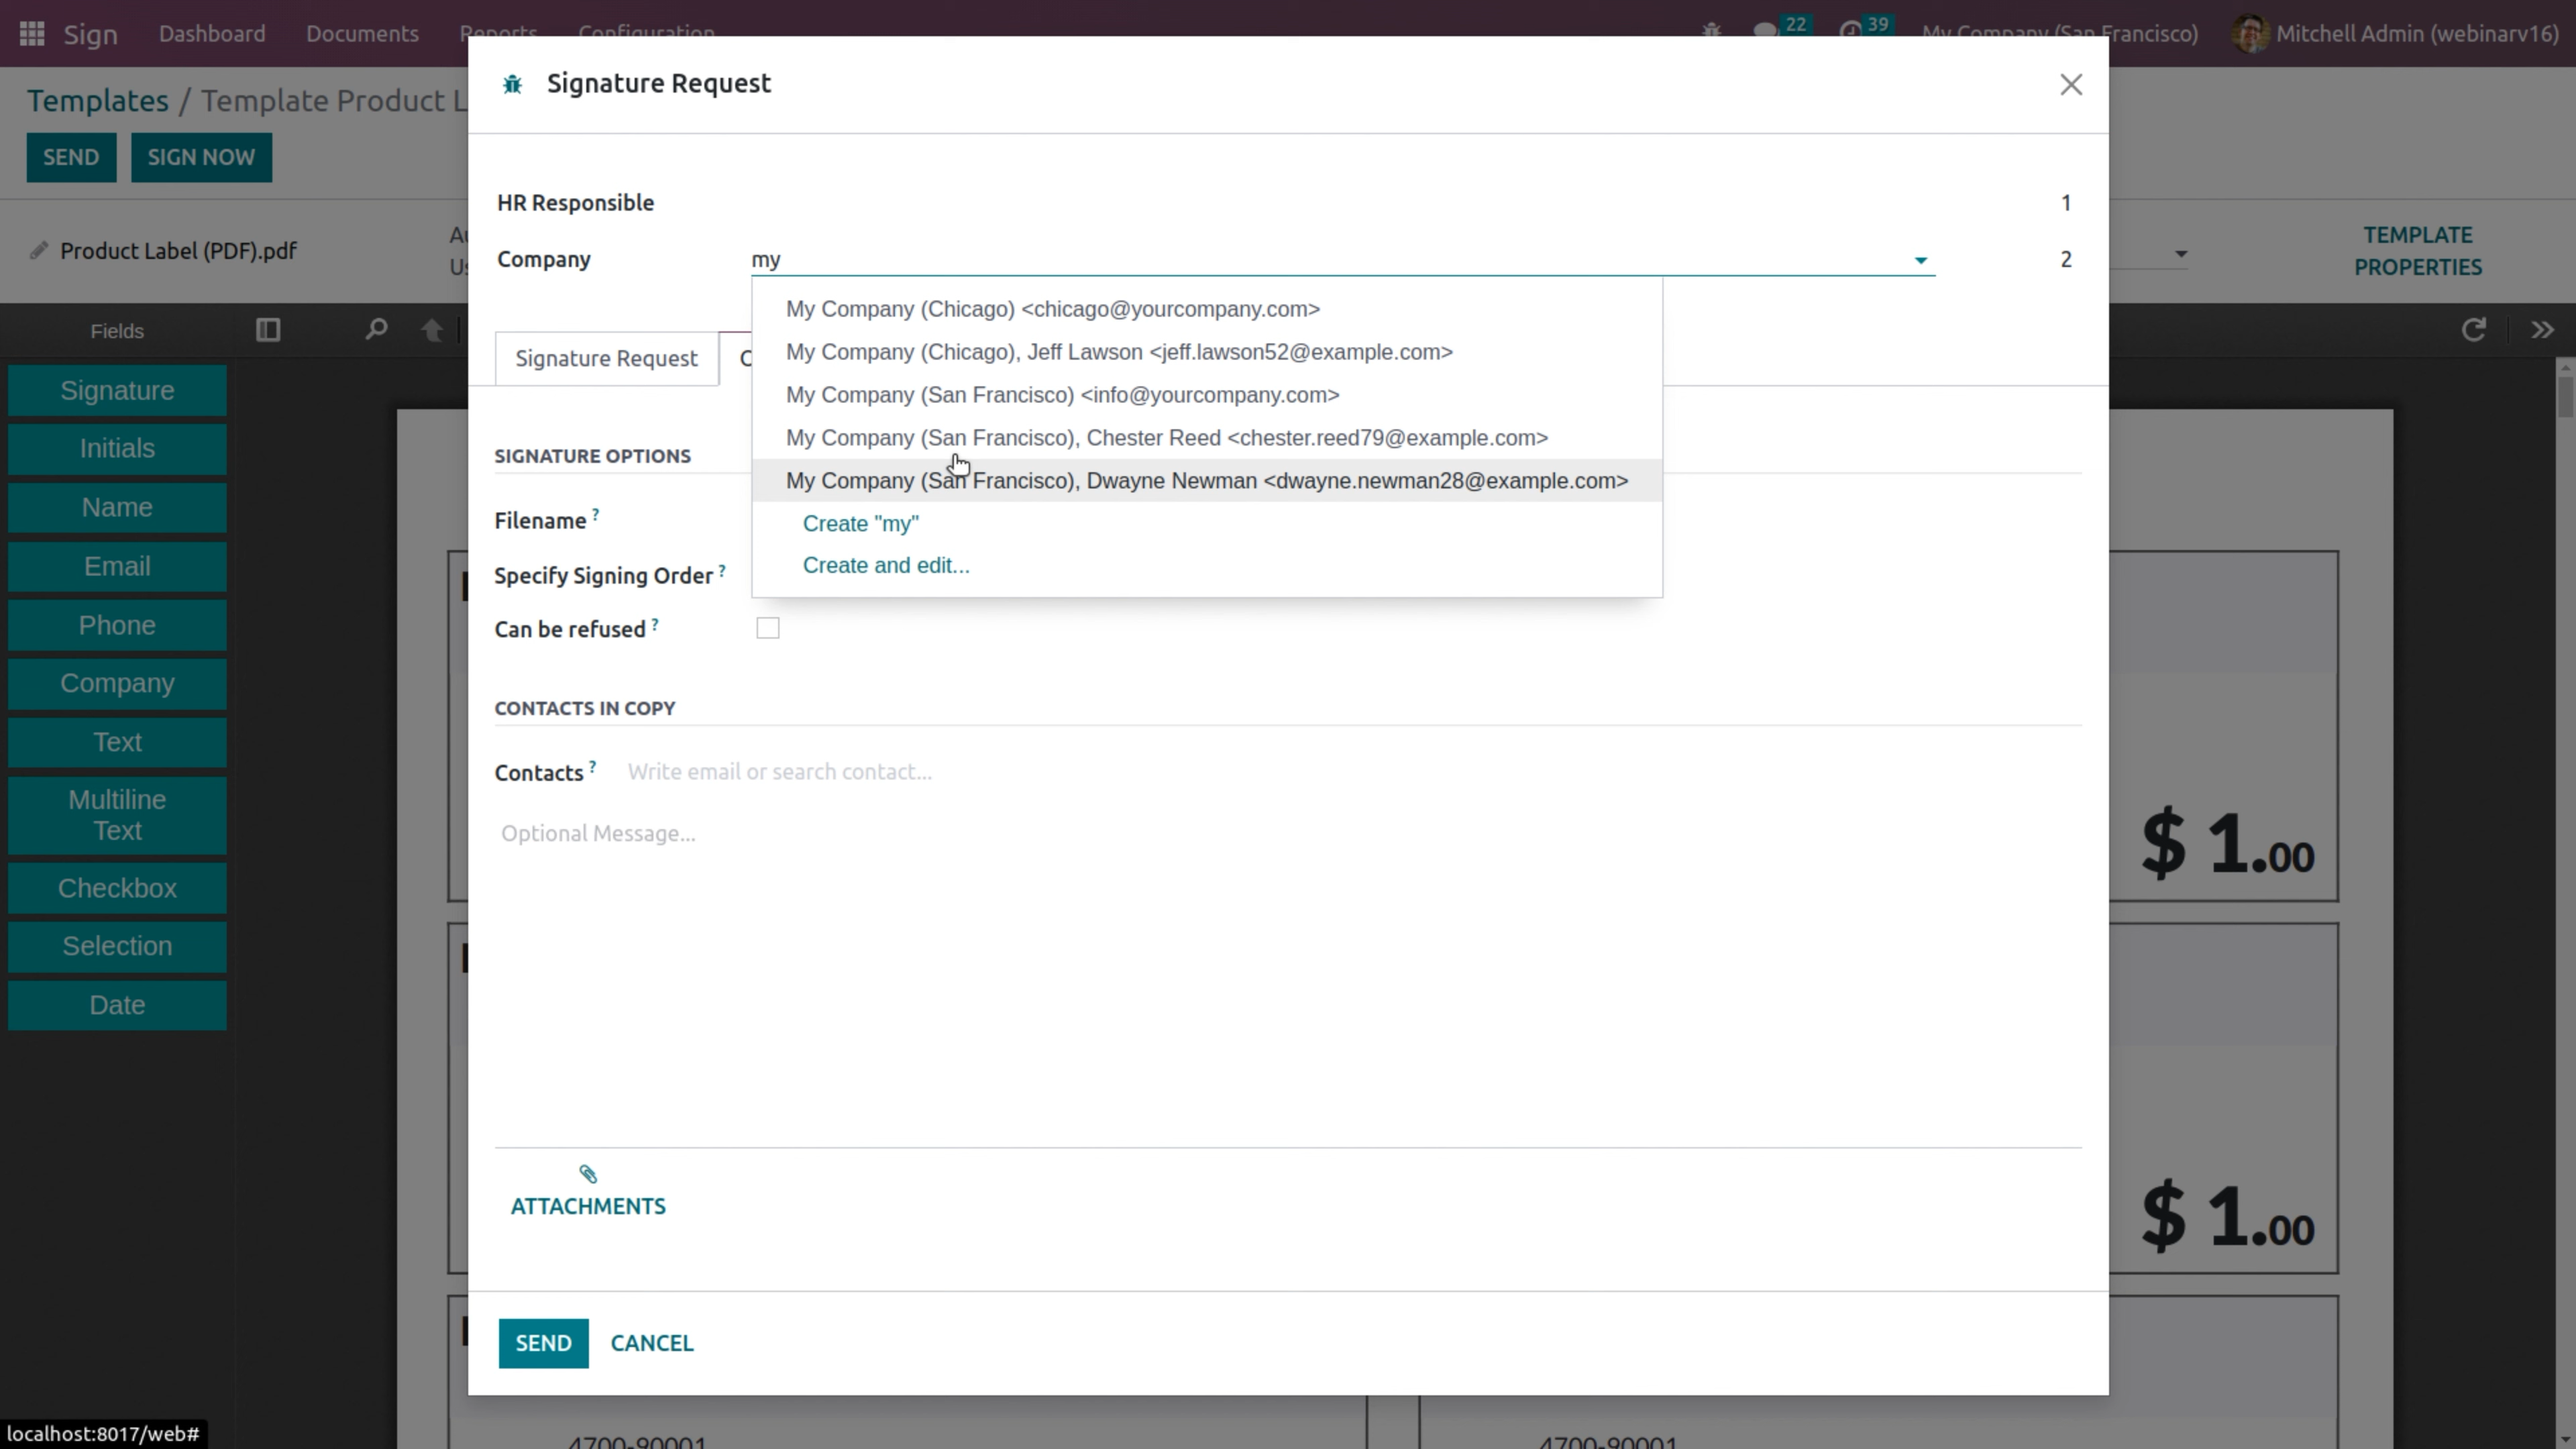 Sign Dashboard Documents Reports Configuration 22 39 My Company (San Francisco) Mitchell Admin (webinarv16)
Templates / Template Product L
SEND SIGN NOW
Product Label (PDF).pdf
TEMPLATE
PROPERTIES
Fields
Signature
Initials
Name
Email
Phone
Company
Text
Multiline
Text
Checkbox
Selection
Date
Signature Request
HR Responsible 1
Company my 2
My Company (Chicago) <chicago@yourcompany.com>
My Company (Chicago), Jeff Lawson <jeff.lawson52@example.com>
My Company (San Francisco) <info@yourcompany.com>
My Company (San Francisco), Chester Reed <chester.reed79@example.com>
My Company (San Francisco), Dwayne Newman <dwayne.newman28@example.com>
Create "my"
Create and edit...
Signature Request
SIGNATURE OPTIONS
Filename ?
Specify Signing Order ?
Can be refused ?
CONTACTS IN COPY
Contacts ? Write email or search contact...
Optional Message...
ATTACHMENTS
SEND CANCEL
$ 1.00
$ 1.00
4700-90001 4700-90001
localhost:8017/web#